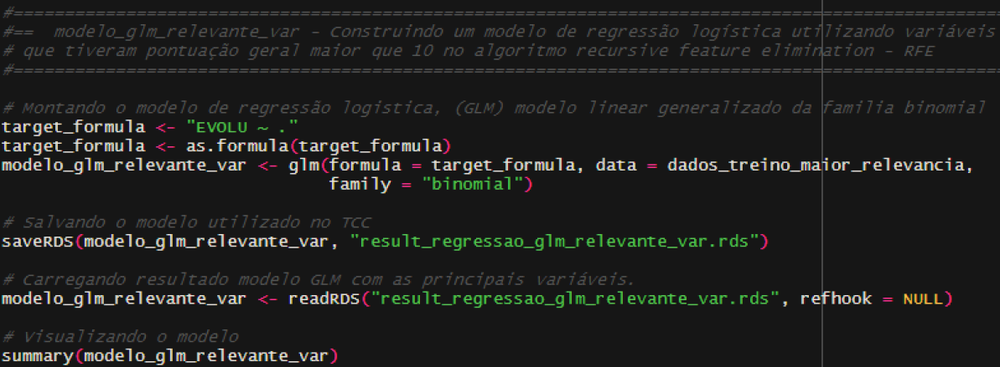 #==============================================================================================
#==  modelo_glm_relevante_var - Construindo um modelo de regressão logística utilizando variáveis
# que tiveram pontuação geral maior que 10 no algoritmo recursive feature elimination - RFE
#==============================================================================================
# Montando o modelo de regressão logistica, (GLM) modelo linear generalizado da familia binomial
target_formula <- "EVOLU ~ ."
target_formula <- as.formula(target_formula)
modelo_glm_relevante_var <- glm(formula = target_formula, data = dados_treino_maior_relevancia,
                                family = "binomial")
# Salvando o modelo utilizado no TCC
saveRDS(modelo_glm_relevante_var, "result_regressao_glm_relevante_var.rds")
# Carregando resultado modelo GLM com as principais variáveis.
modelo_glm_relevante_var <- readRDS("result_regressao_glm_relevante_var.rds", refhook = NULL)
# Visualizando o modelo
summary(modelo_glm_relevante_var)